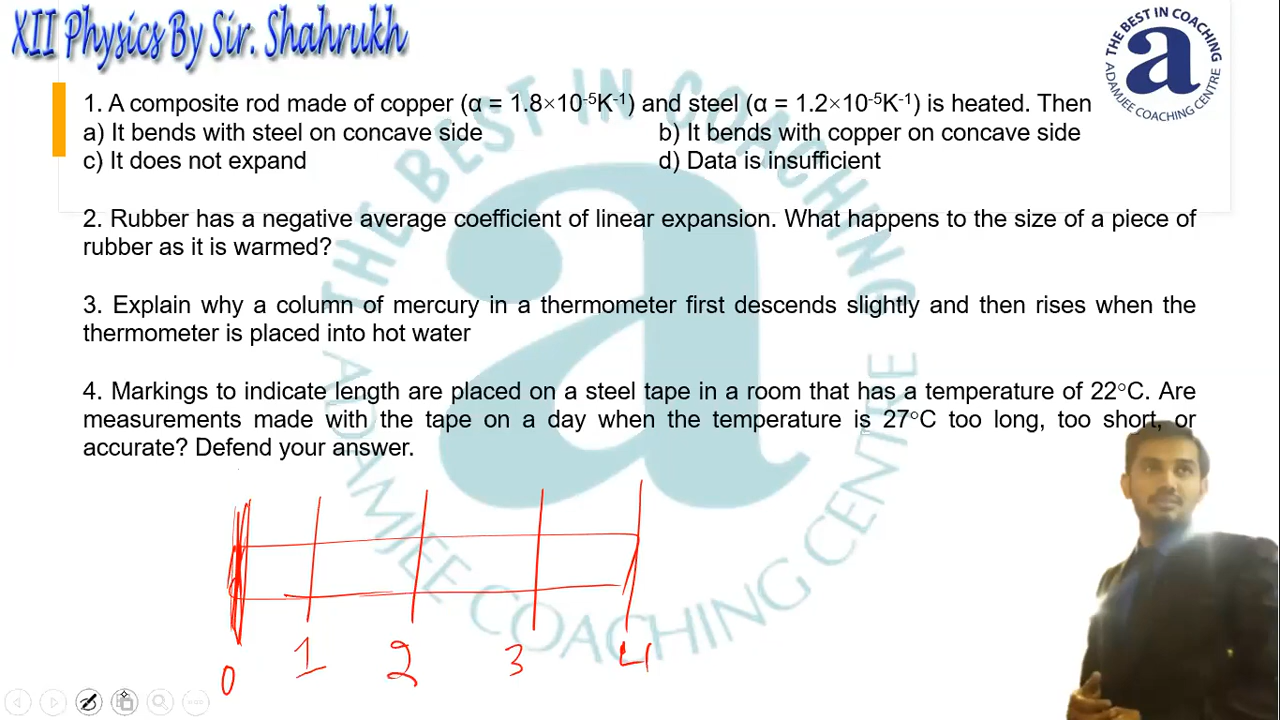 XII Physics By Sir. Shahrukh
THE BEST IN COACHING
a
ADAMJEE COACHING CENTRE
1. A composite rod made of copper (α = 1.8×10⁻⁵K⁻¹) and steel (α = 1.2×10⁻⁵K⁻¹) is heated. Then
a) It bends with steel on concave side b) It bends with copper on concave side
c) It does not expand d) Data is insufficient
2. Rubber has a negative average coefficient of linear expansion. What happens to the size of a piece of
rubber as it is warmed?
3. Explain why a column of mercury in a thermometer first descends slightly and then rises when the
thermometer is placed into hot water
4. Markings to indicate length are placed on a steel tape in a room that has a temperature of 22°C. Are
measurements made with the tape on a day when the temperature is 27°C too long, too short, or
accurate? Defend your answer.
0 1 2 3 4
THE BEST IN COACHING
a
ADAMJEE COACHING CENTRE